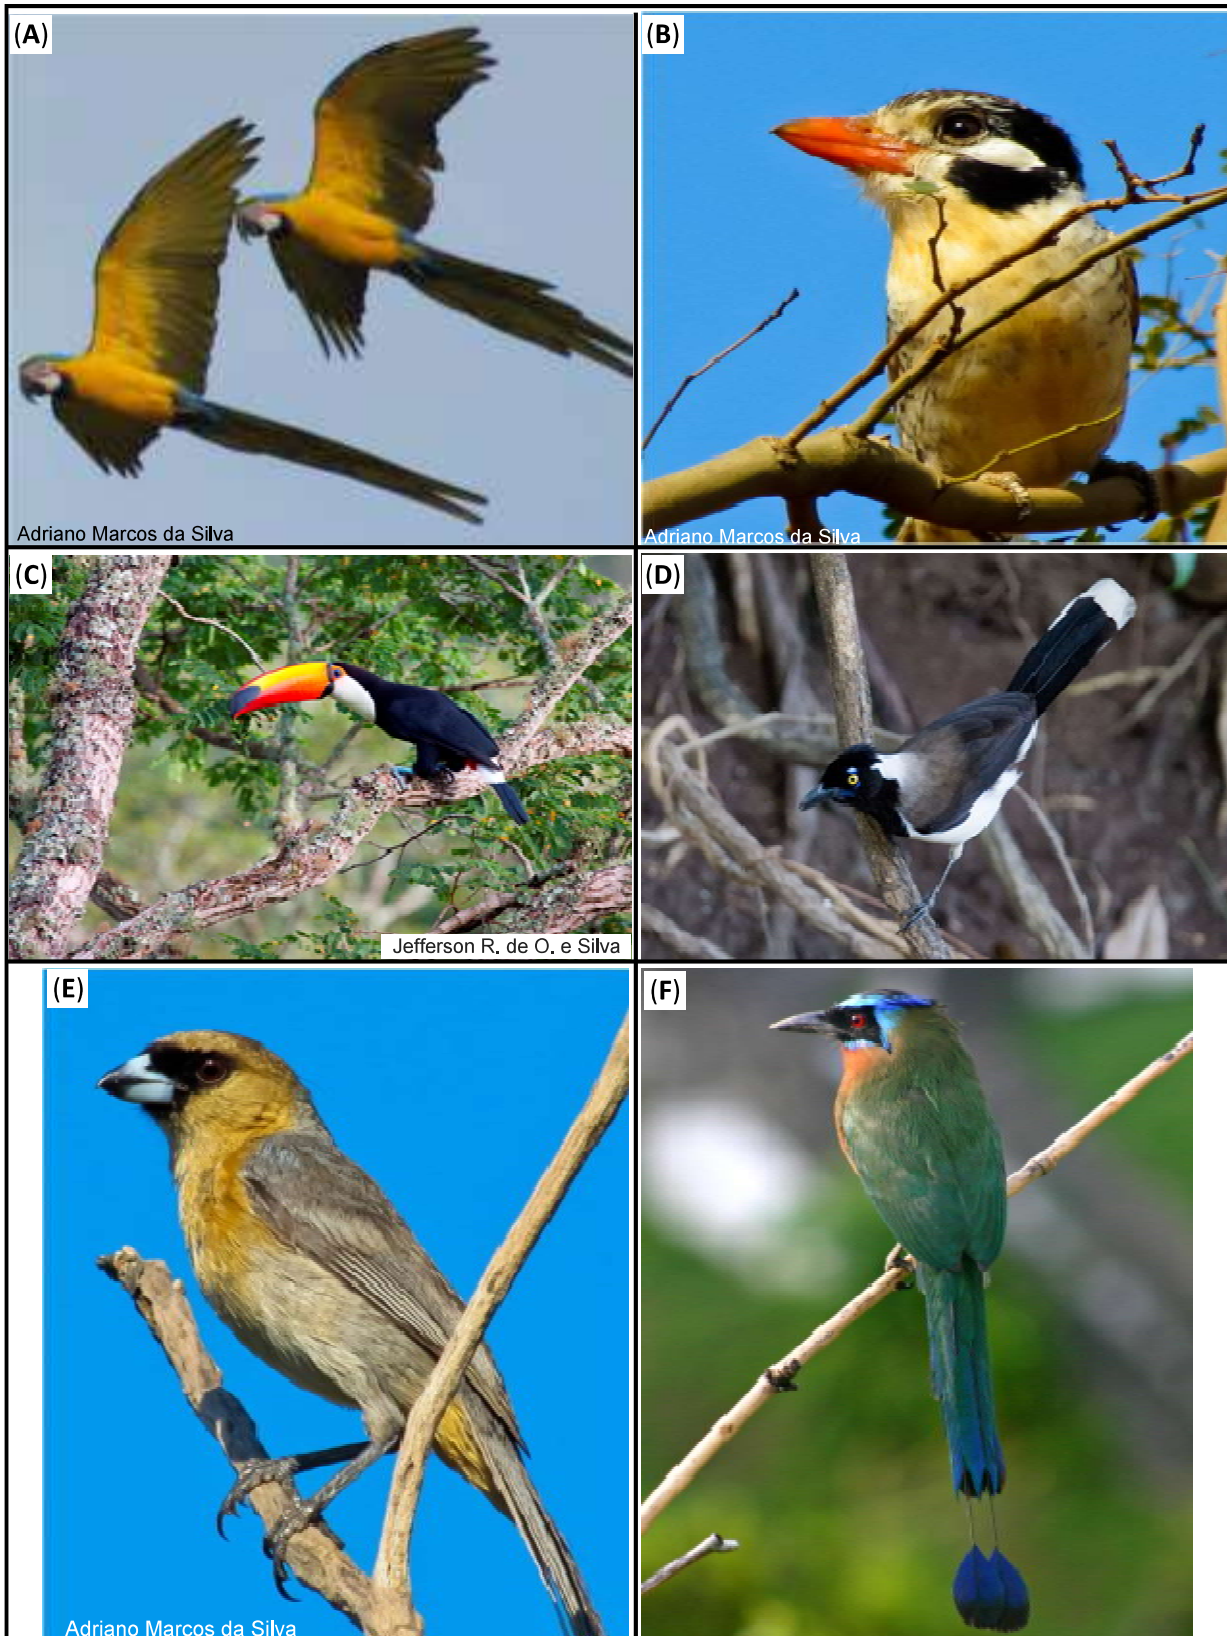 (A)
Adriano Marcos da Silva
(B)
Adriano Marcos da Silva
(C)
Jefferson R. de O. e Silva
(D)
(E)
Adriano Marcos da Silva
(F)